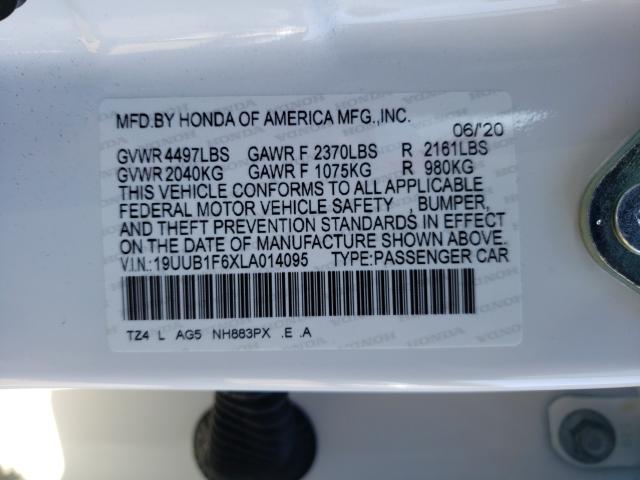 MFD.BY HONDA OF AMERICA MFG.,INC.
06/'20
GVWR 4497LBS GAWR F 2370LBS R 2161LBS
GVWR 2040KG GAWR F 1075KG R 980KG
THIS VEHICLE CONFORMS TO ALL APPLICABLE
FEDERAL MOTOR VEHICLE SAFETY , BUMPER,
AND THEFT PREVENTION STANDARDS IN EFFECT
ON THE DATE OF MANUFACTURE SHOWN ABOVE.
V.I.N.:19UUB1F6XLA014095 TYPE:PASSENGER CAR
TZ4 L AG5 NH883PX .E .A